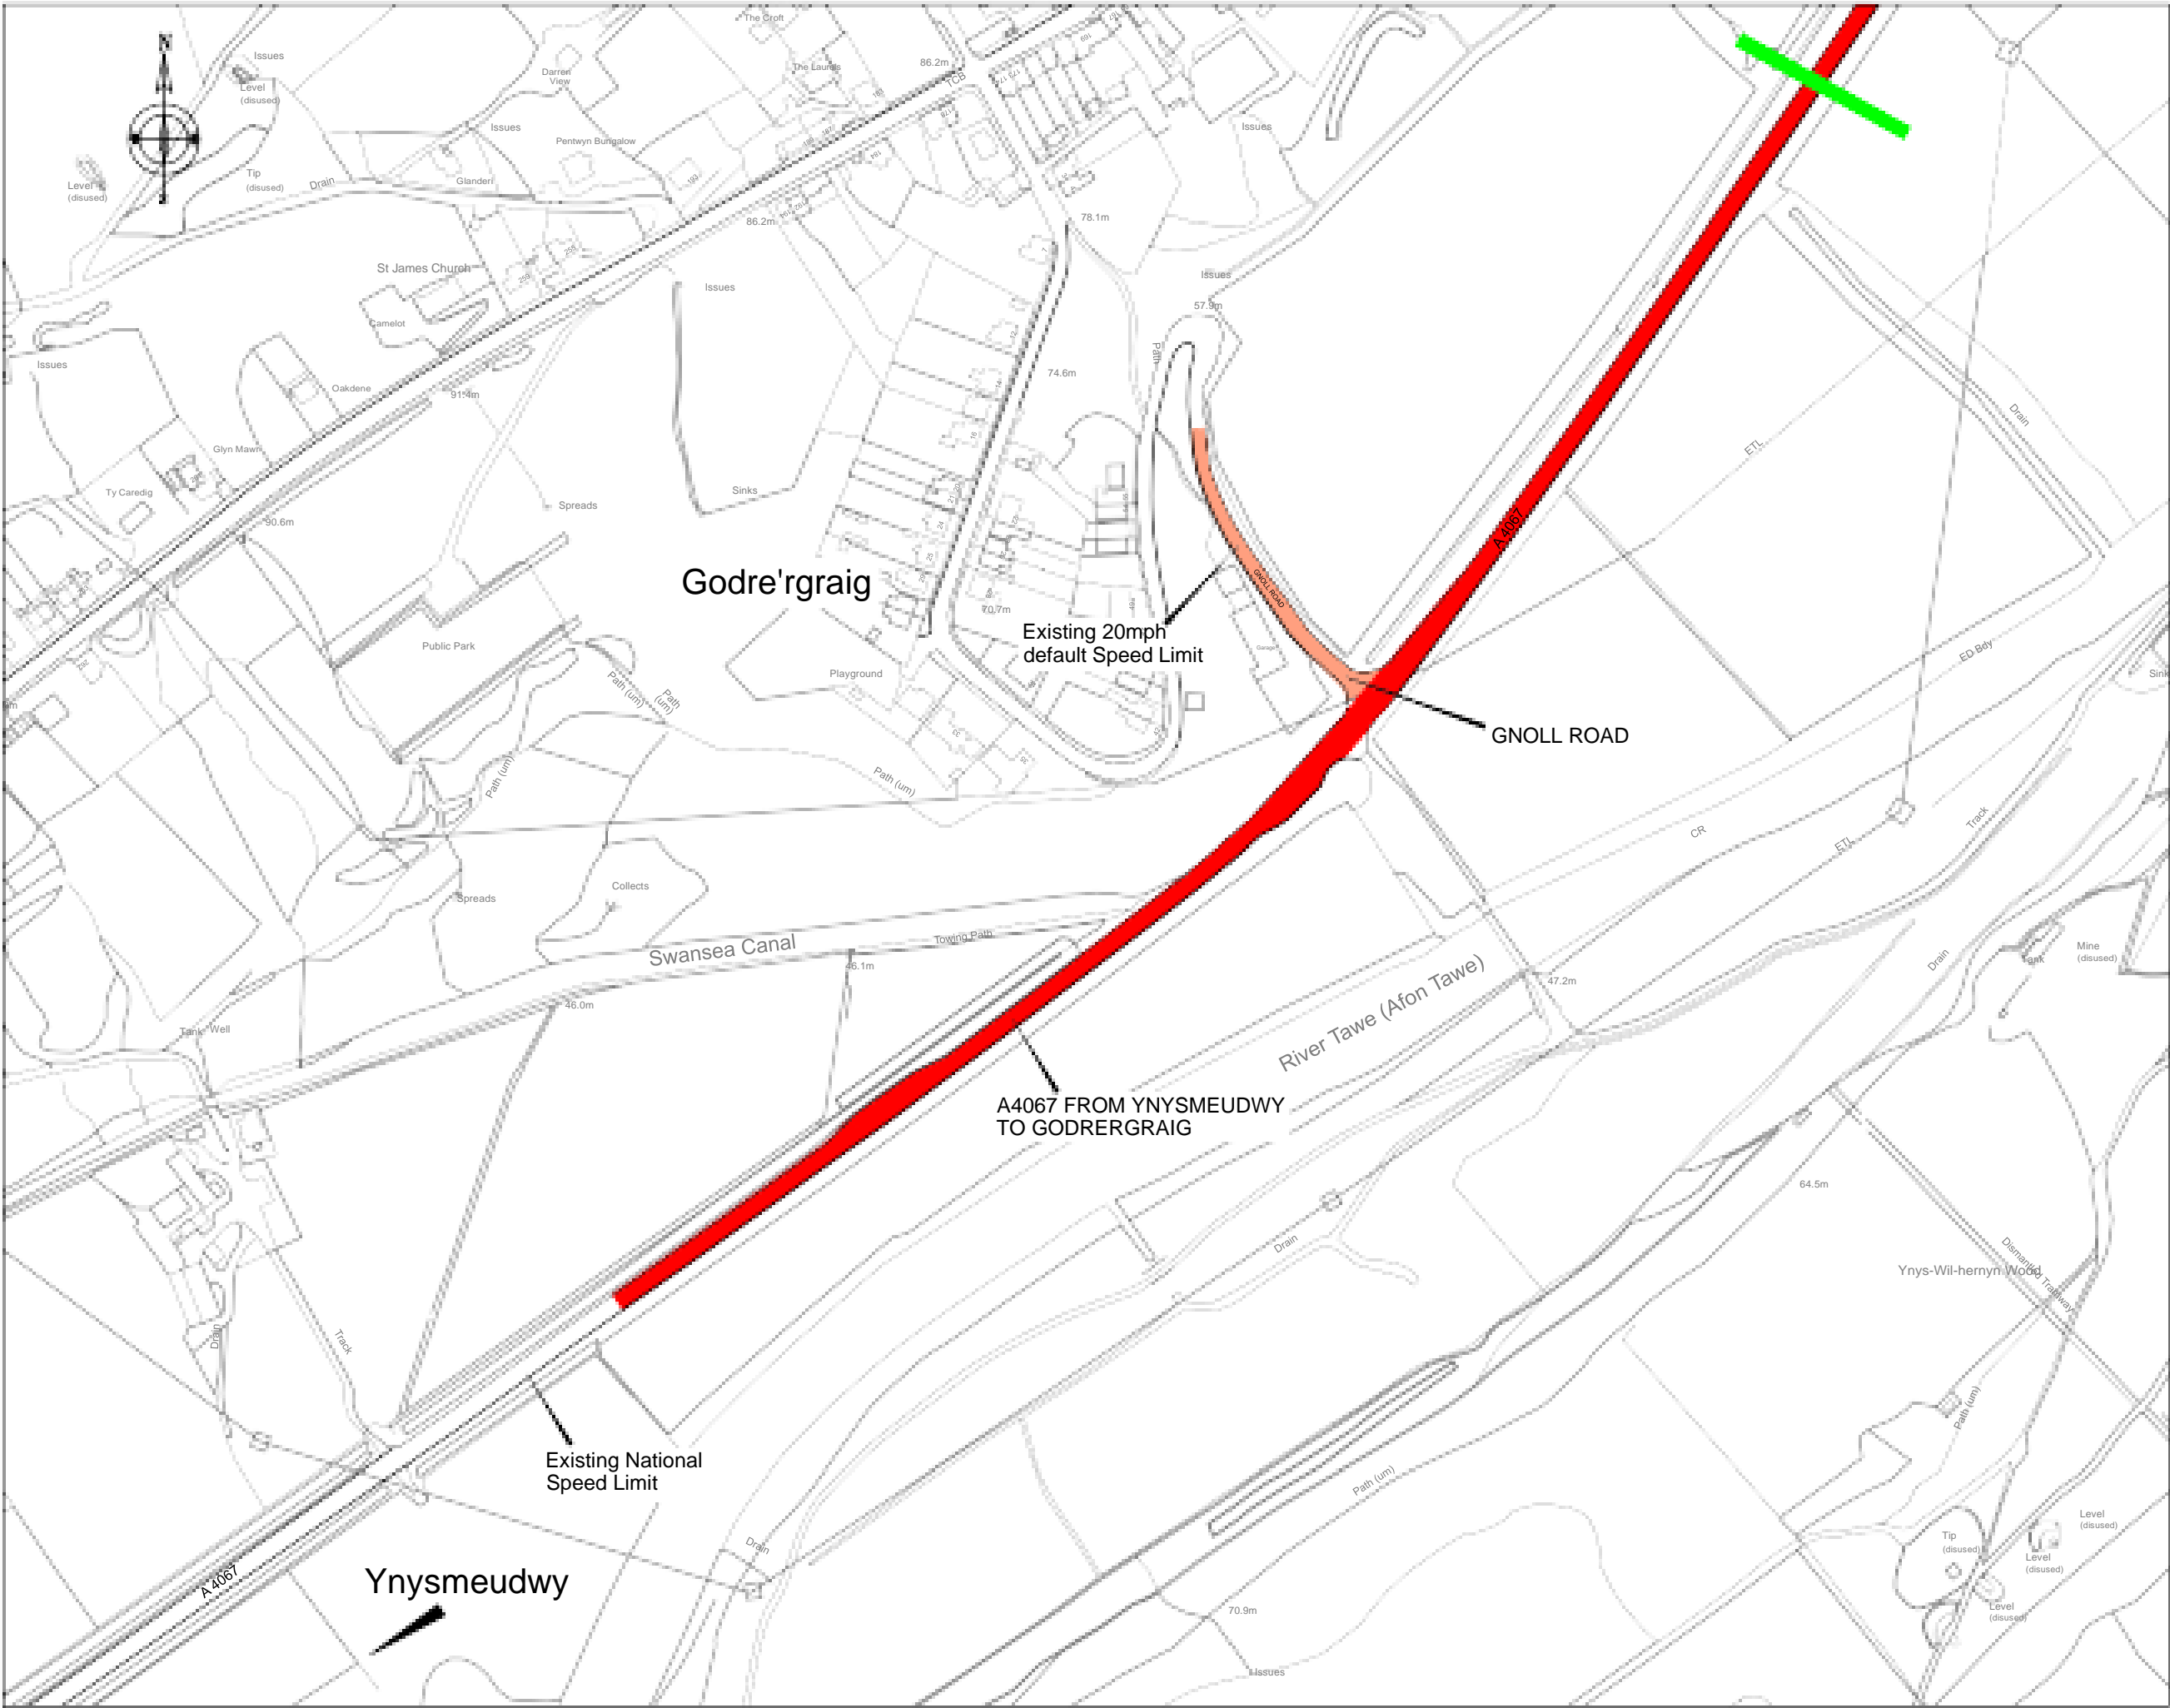 N
Issues
Level
(disused)
The Croft
Darren
View
The Laurels
86.2m
TCB
Issues
Pentwyn Bungalow
Issues
Level
(disused)
Tip
(disused)
Drain
Glanderi
86.2m
78.1m
St James Church
Issues
Issues
Camelot
57.9m
Path
Issues
Oakdene
91.4m
74.6m
Drain
Glyn Mawr
ETL
Ty Caredig
Sinks
Spreads
90.6m
A 4067
Godre'rgraig
GNOLL ROAD
70.7m
Existing 20mph
default Speed Limit
Public Park
Garage
ED Bdy
Playground
Path (um)
Path
(um)
Sink
GNOLL ROAD
Path (um)
Path (um)
Track
CR
ETL
Collects
Spreads
Swansea Canal
Towing Path
46.1m
Mine
(disused)
Tank
Drain
River Tawe (Afon Tawe)
47.2m
46.0m
Tank
Well
A4067 FROM YNYSMEUDWY
TO GODRERGRAIG
64.5m
Drain
Dismantled Tramway
Ynys-Wil-hernyn Wood
Drain
Track
Path (um)
Existing National
Speed Limit
Path (um)
Level
(disused)
Tip
(disused)
Level
(disused)
Drain
A 4067
Ynysmeudwy
70.9m
Level
(disused)
Issues